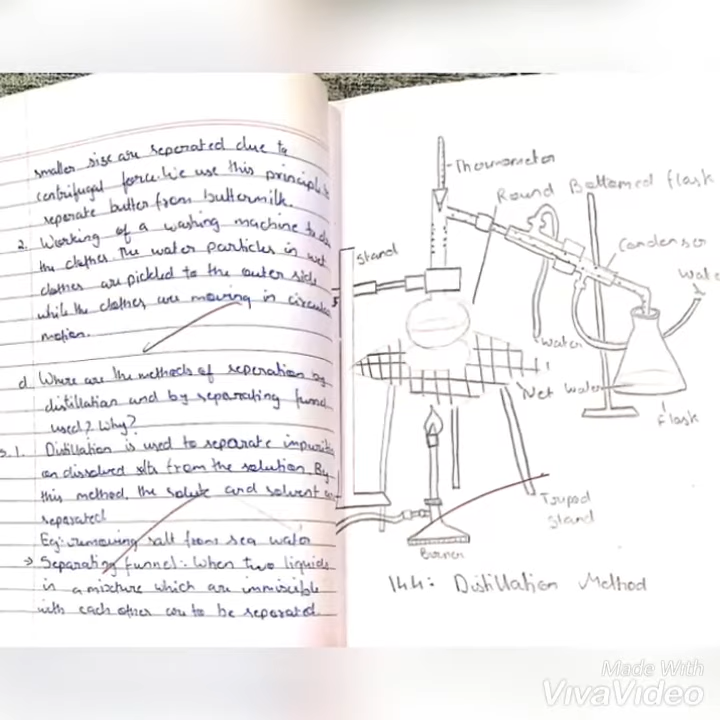 smaller size are seperated due to
centrifugal force. We use this principle to
seperate butter from buttermilk.
2. Working of a washing machine to dry
the clothes. The water particles in wet
clothes are pickled to the outer side
while the clothes are moving in circular
motion.
d. Where are the methods of seperation by
distillation and by separating funnel
used? Why?
1. Distillation is used to separate impurities
on dissolved salts from the solution. By
this method, the solute and solvent are
seperated
Eg: removing salt from sea water
→ Separating funnel: When two liquids
in a mixture which are immiscible
with each other are to be separated
Thermometer
Round Bottomed flask
Stand
Condenser
Water
Water
Net Water
Flask
Tripod
Stand
Burner
144: Distillation Method
Made With
VivaVideo